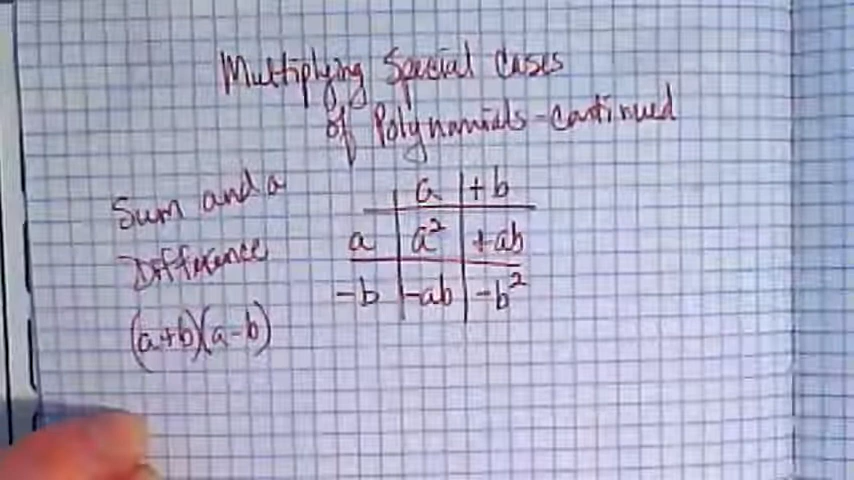 Multiplying Special Cases
of Polynomials - continued
Sum and a
Difference
(a+b)(a-b)
a +b
a a² +ab
-b -ab -b²